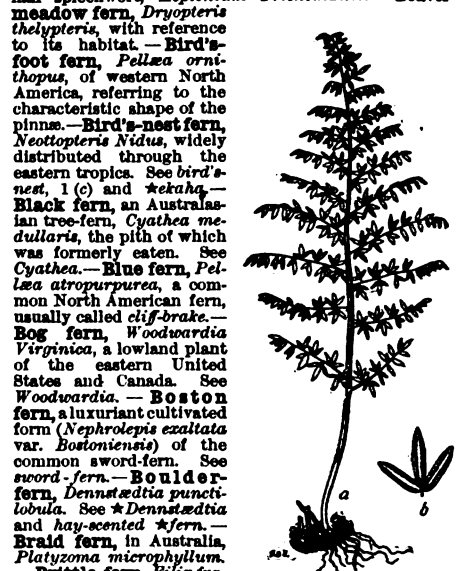 meadow fern, Dryopteris
thelypteris, with reference
to its habitat. — Bird's-
foot fern, Pellæa orni-
thopus, of western North
America, referring to the
characteristic shape of the
pinnæ.—Bird's-nest fern,
Neottopteris Nidus, widely
distributed through the
eastern tropics. See bird's-
nest, 1 (c) and ★ekaha.—
Black fern, an Australas-
ian tree-fern, Cyathea me-
dullaris, the pith of which
was formerly eaten. See
Cyathea.—Blue fern, Pel-
læa atropurpurea, a com-
mon North American fern,
usually called cliff-brake.—
Bog fern, Woodwardia
Virginica, a lowland plant
of the eastern United
States and Canada. See
Woodwardia. — Boston
fern, a luxuriant cultivated
form (Nephrolepis exaltata
var. Bostoniensis) of the
common sword-fern. See
sword-fern.—Boulder-
fern, Dennstædtia puncti-
lobula. See ★Dennstædtia
and hay-scented ★fern.—
Braid fern, in Australia,
Platyzoma microphyllum.
a
b